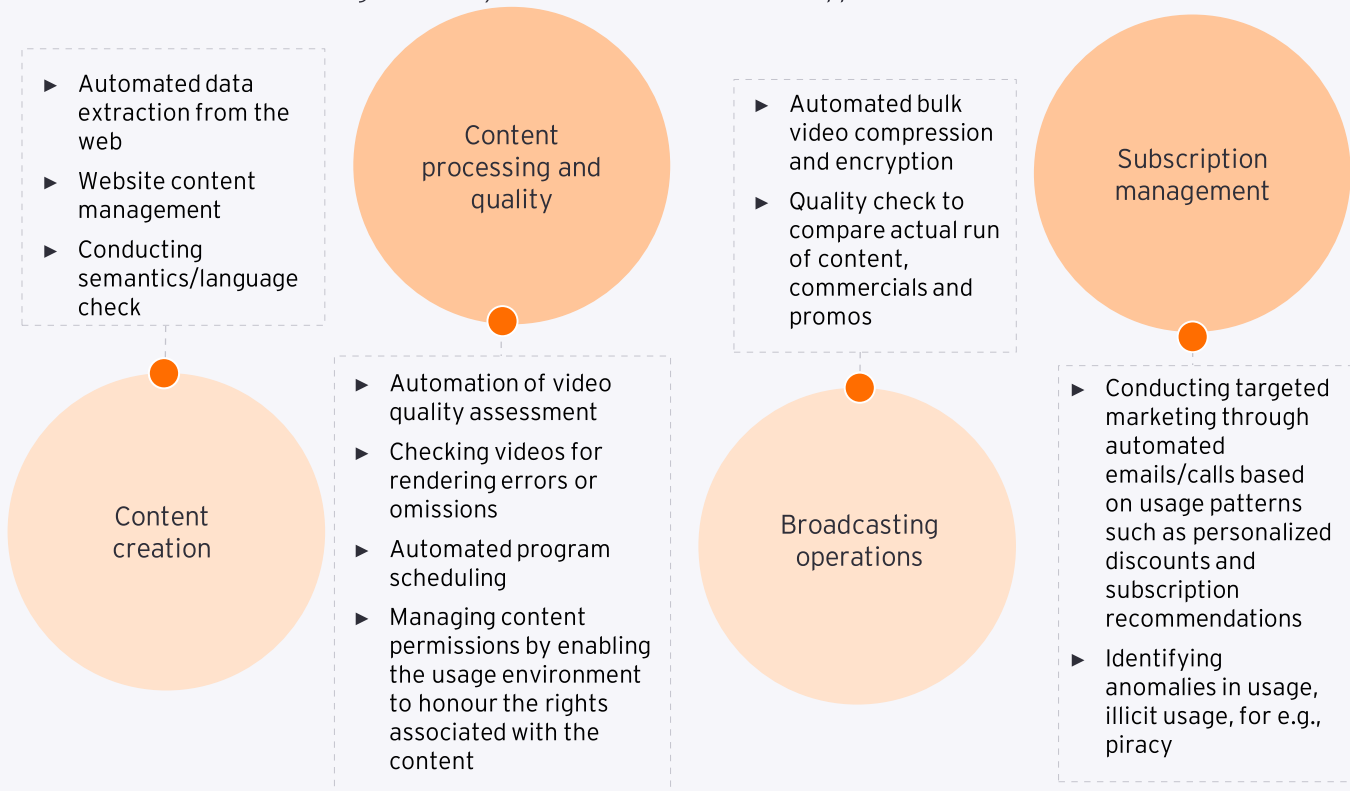 ► Automated data
extraction from the
web
► Website content
management
► Conducting
semantics/language
check
Content
creation
Content
processing and
quality
► Automation of video
quality assessment
► Checking videos for
rendering errors or
omissions
► Automated program
scheduling
► Managing content
permissions by enabling
the usage environment
to honour the rights
associated with the
content
► Automated bulk
video compression
and encryption
► Quality check to
compare actual run
of content,
commercials and
promos
Broadcasting
operations
Subscription
management
► Conducting targeted
marketing through
automated
emails/calls based
on usage patterns
such as personalized
discounts and
subscription
recommendations
► Identifying
anomalies in usage,
illicit usage, for e.g.,
piracy